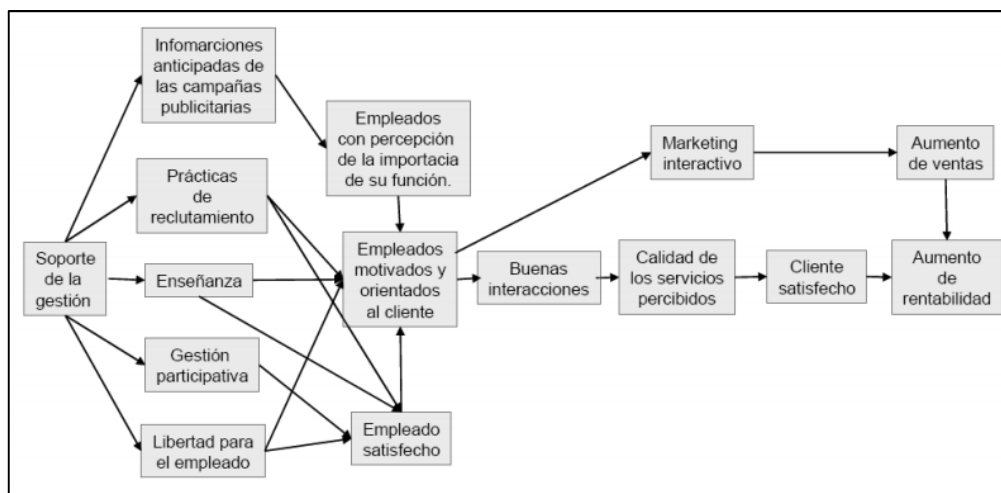 Infomarciones
anticipadas de
las campañas
publicitarias
Empleados
con percepción
de la importacia
de su función.
Marketing
interactivo
Aumento
de ventas
Prácticas
de
reclutamiento
Soporte
de la
gestión
Enseñanza
Empleados
motivados y
orientados
al cliente
Buenas
interacciones
Calidad de
los servicios
percibidos
Cliente
satisfecho
Aumento
de
rentabilidad
Gestión
participativa
Libertad para
el empleado
Empleado
satisfecho